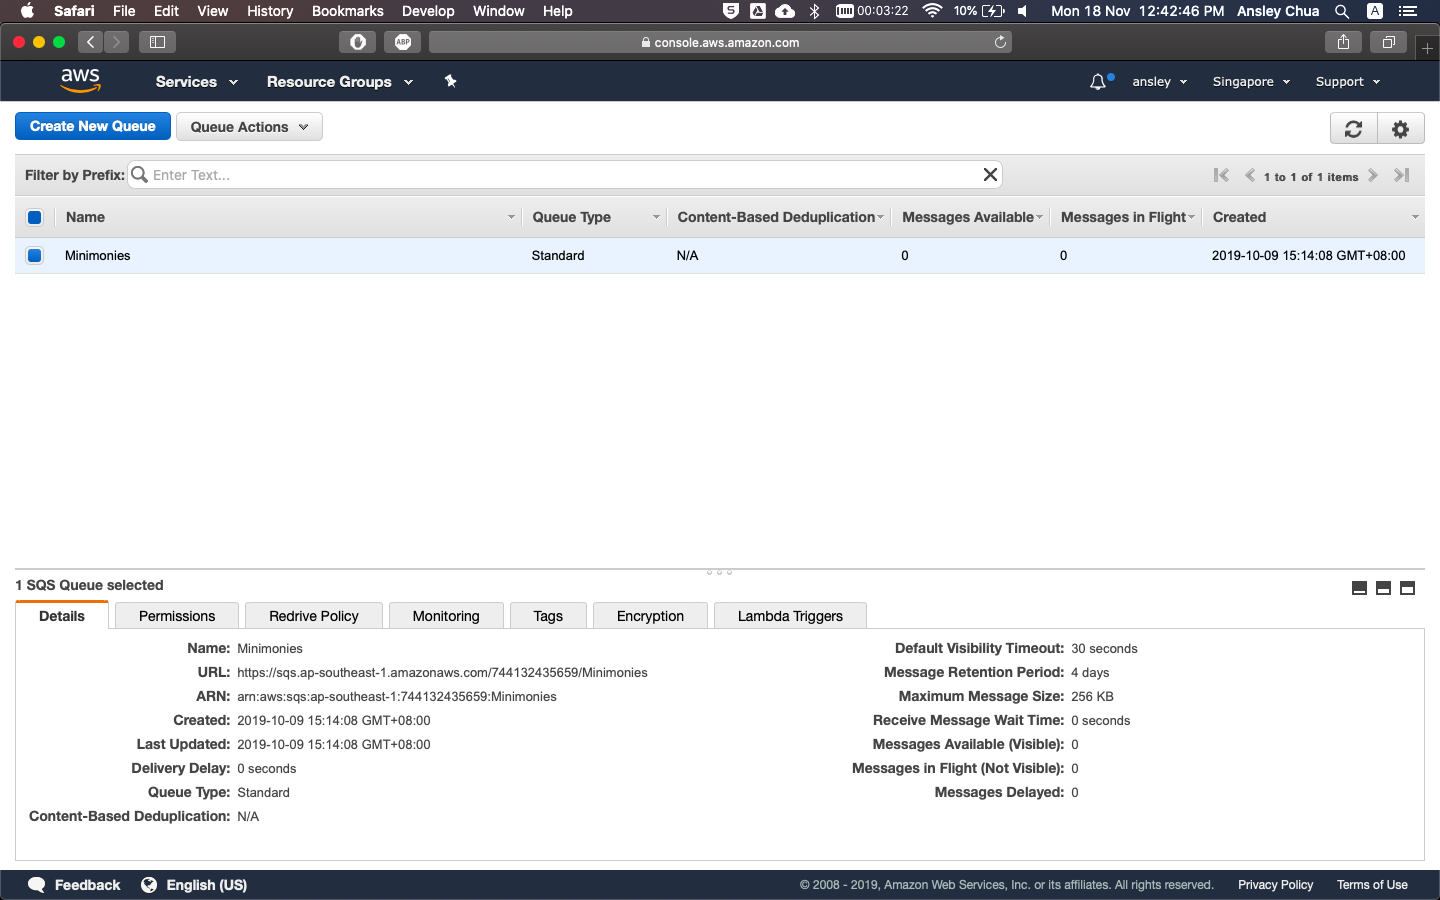 Safari File Edit View History Bookmarks Develop Window Help S 00:03:22 10% Mon 18 Nov 12:42:46 PM Ansley Chua A
ABP console.aws.amazon.com
aws Services Resource Groups ansley Singapore Support
Create New Queue Queue Actions
Filter by Prefix: Enter Text... 1 to 1 of 1 items
Name Queue Type Content-Based Deduplication Messages Available Messages in Flight Created
Minimonies Standard N/A 0 0 2019-10-09 15:14:08 GMT+08:00
1 SQS Queue selected
Details Permissions Redrive Policy Monitoring Tags Encryption Lambda Triggers
Name: Minimonies Default Visibility Timeout: 30 seconds
URL: https://sqs.ap-southeast-1.amazonaws.com/744132435659/Minimonies Message Retention Period: 4 days
ARN: arn:aws:sqs:ap-southeast-1:744132435659:Minimonies Maximum Message Size: 256 KB
Created: 2019-10-09 15:14:08 GMT+08:00 Receive Message Wait Time: 0 seconds
Last Updated: 2019-10-09 15:14:08 GMT+08:00 Messages Available (Visible): 0
Delivery Delay: 0 seconds Messages in Flight (Not Visible): 0
Queue Type: Standard Messages Delayed: 0
Content-Based Deduplication: N/A
Feedback English (US) © 2008 - 2019, Amazon Web Services, Inc. or its affiliates. All rights reserved. Privacy Policy Terms of Use